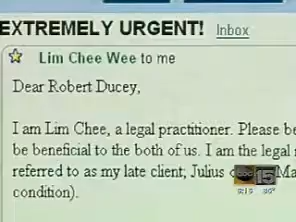 EXTREMELY URGENT! Inbox
Lim Chee Wee to me
Dear Robert Ducey,
I am Lim Chee, a legal practitioner. Please be
be beneficial to the both of us. I am the legal
referred to as my late client; Julius
condition).
abc 15